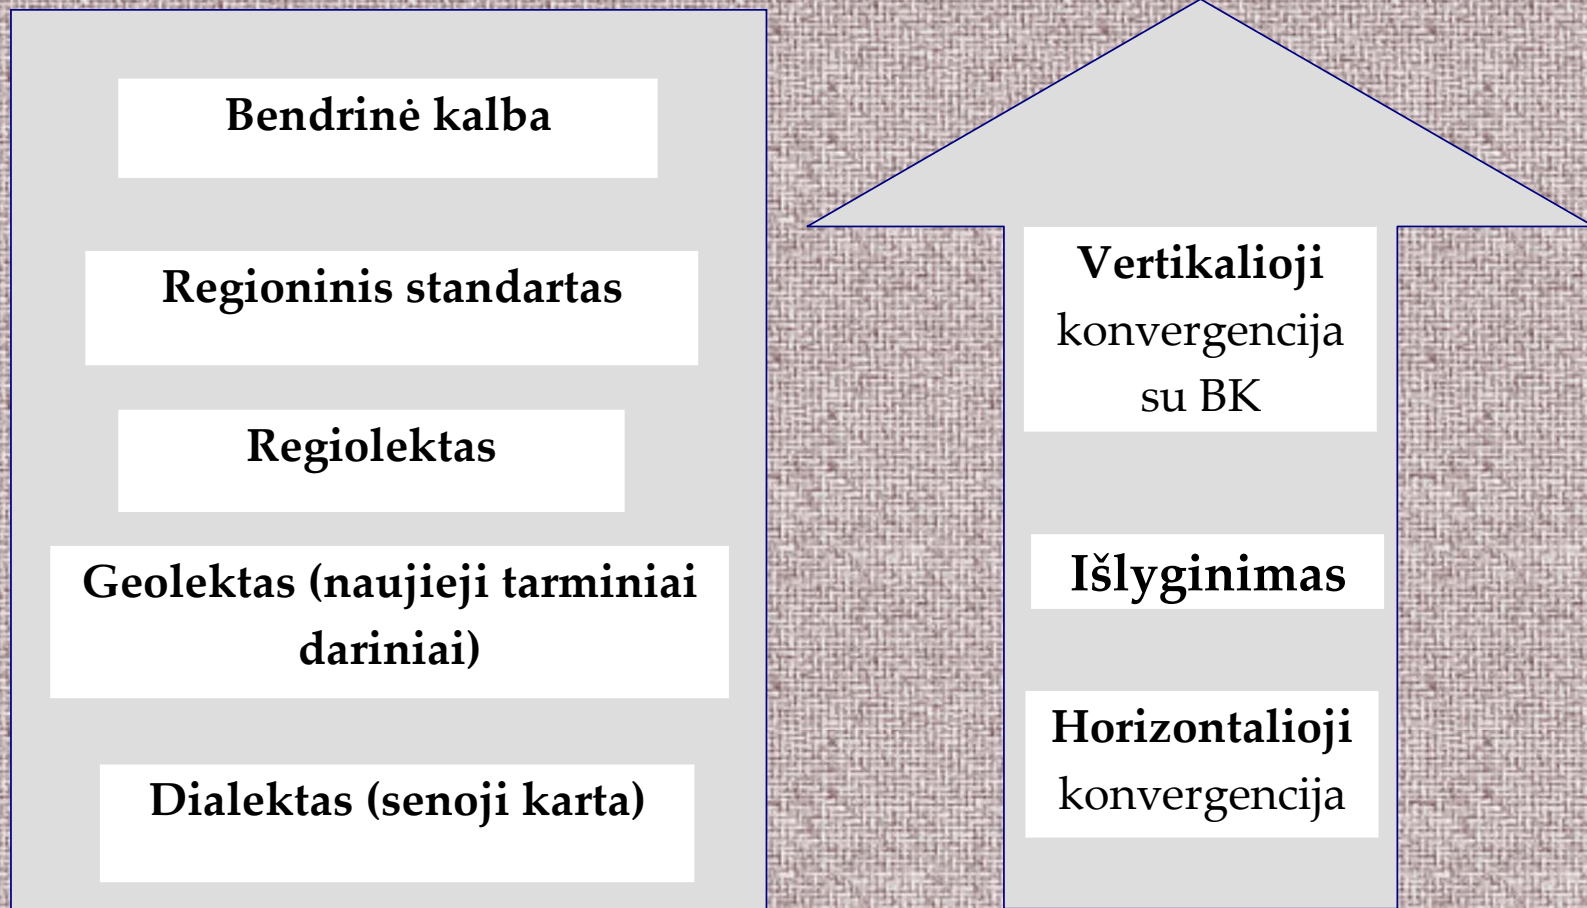 Bendrinė kalba
Regioninis standartas
Regiolektas
Geolektas (naujieji tarminiai
dariniai)
Dialektas (senoji karta)
Vertikalioji
konvergencija
su BK
Išlyginimas
Horizontalioji
konvergencija